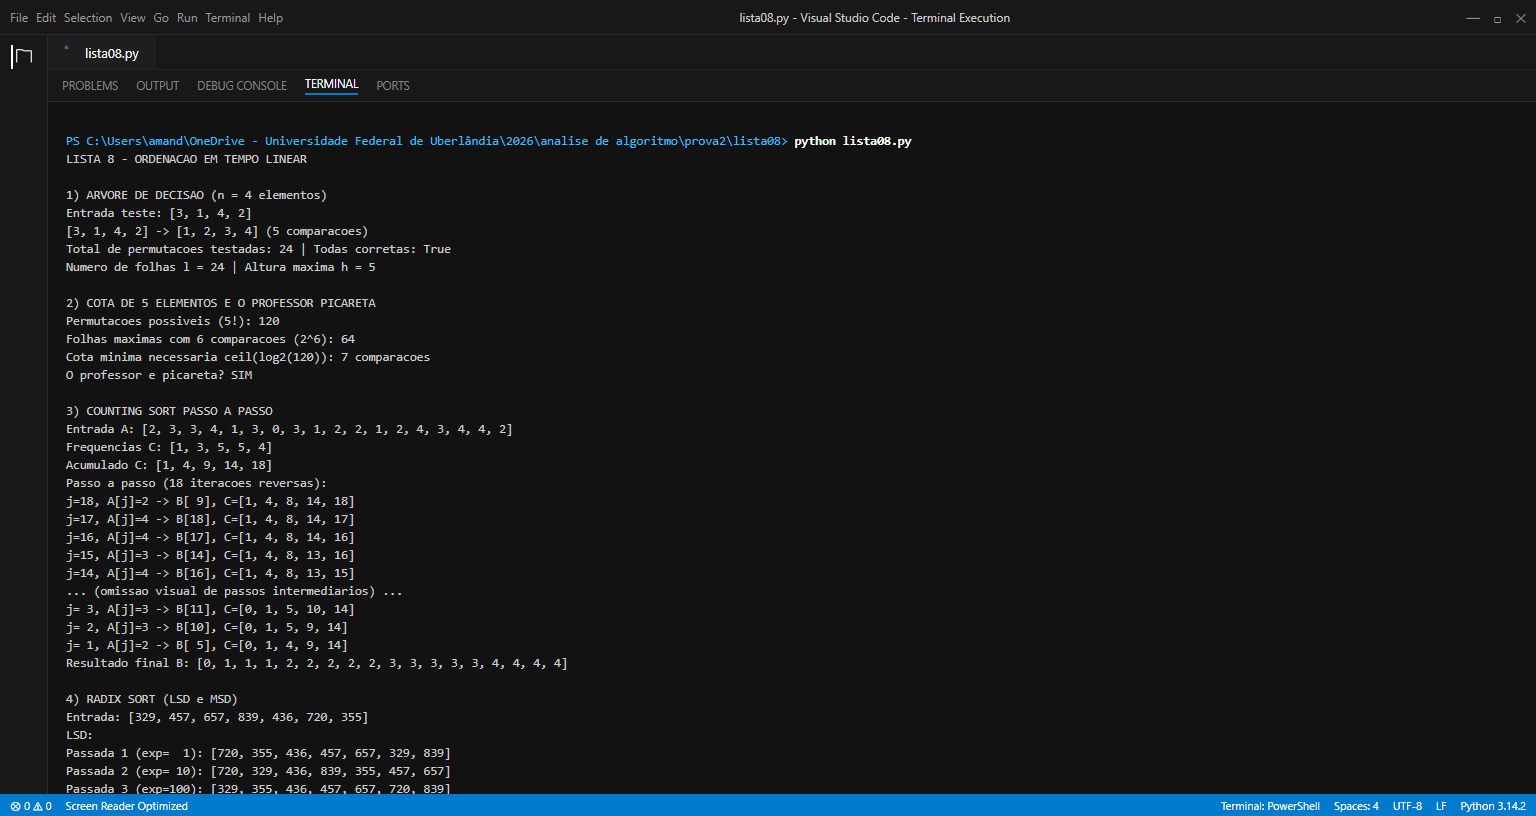 File Edit Selection View Go Run Terminal Help
lista08.py - Visual Studio Code - Terminal Execution
lista08.py
PROBLEMS OUTPUT DEBUG CONSOLE TERMINAL PORTS
PS C:\Users\amand\OneDrive - Universidade Federal de Uberlândia\2026\analise de algoritmo\prova2\lista08> python lista08.py
LISTA 8 - ORDENACAO EM TEMPO LINEAR
1) ARVORE DE DECISAO (n = 4 elementos)
Entrada teste: [3, 1, 4, 2]
[3, 1, 4, 2] -> [1, 2, 3, 4] (5 comparacoes)
Total de permutacoes testadas: 24 | Todas corretas: True
Numero de folhas l = 24 | Altura maxima h = 5
2) COTA DE 5 ELEMENTOS E O PROFESSOR PICARETA
Permutacoes possiveis (5!): 120
Folhas maximas com 6 comparacoes (2^6): 64
Cota minima necessaria ceil(log2(120)): 7 comparacoes
O professor e picareta? SIM
3) COUNTING SORT PASSO A PASSO
Entrada A: [2, 3, 3, 4, 1, 3, 0, 3, 1, 2, 2, 1, 2, 4, 3, 4, 4, 2]
Frequencias C: [1, 3, 5, 5, 4]
Acumulado C: [1, 4, 9, 14, 18]
Passo a passo (18 iteracoes reversas):
j=18, A[j]=2 -> B[ 9], C=[1, 4, 8, 14, 18]
j=17, A[j]=4 -> B[18], C=[1, 4, 8, 14, 17]
j=16, A[j]=4 -> B[17], C=[1, 4, 8, 14, 16]
j=15, A[j]=3 -> B[14], C=[1, 4, 8, 13, 16]
j=14, A[j]=4 -> B[16], C=[1, 4, 8, 13, 15]
... (omissao visual de passos intermediarios) ...
j= 3, A[j]=3 -> B[11], C=[0, 1, 5, 10, 14]
j= 2, A[j]=3 -> B[10], C=[0, 1, 5, 9, 14]
j= 1, A[j]=2 -> B[ 5], C=[0, 1, 4, 9, 14]
Resultado final B: [0, 1, 1, 1, 2, 2, 2, 2, 2, 3, 3, 3, 3, 3, 4, 4, 4, 4]
4) RADIX SORT (LSD e MSD)
Entrada: [329, 457, 657, 839, 436, 720, 355]
LSD:
Passada 1 (exp=  1): [720, 355, 436, 457, 657, 329, 839]
Passada 2 (exp= 10): [720, 329, 436, 839, 355, 457, 657]
Passada 3 (exp=100): [329, 355, 436, 457, 657, 720, 839]
0 0 Screen Reader Optimized Terminal: PowerShell Spaces: 4 UTF-8 LF Python 3.14.2